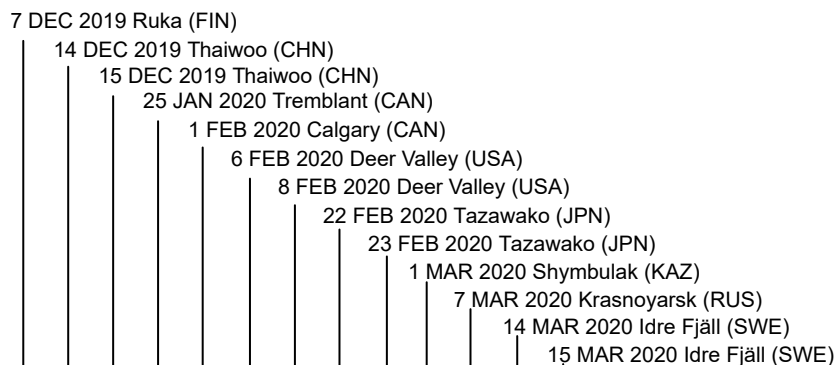 7 DEC 2019 Ruka (FIN)
14 DEC 2019 Thaiwoo (CHN)
15 DEC 2019 Thaiwoo (CHN)
25 JAN 2020 Tremblant (CAN)
1 FEB 2020 Calgary (CAN)
6 FEB 2020 Deer Valley (USA)
8 FEB 2020 Deer Valley (USA)
22 FEB 2020 Tazawako (JPN)
23 FEB 2020 Tazawako (JPN)
1 MAR 2020 Shymbulak (KAZ)
7 MAR 2020 Krasnoyarsk (RUS)
14 MAR 2020 Idre Fjäll (SWE)
15 MAR 2020 Idre Fjäll (SWE)